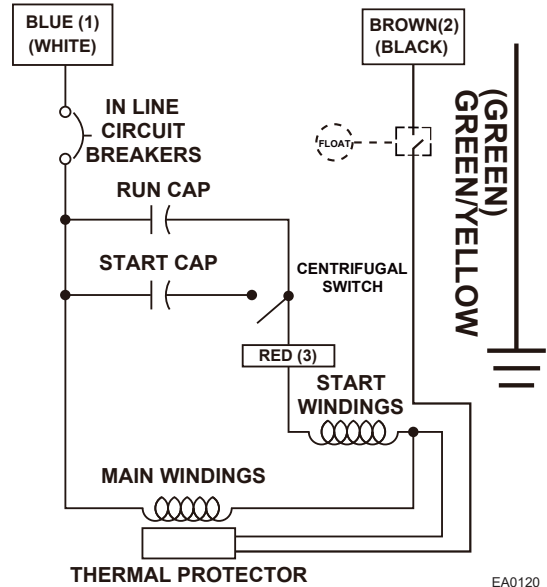 BLUE (1)
(WHITE)
BROWN(2)
(BLACK)
IN LINE
CIRCUIT
BREAKERS
FLOAT
(GREEN)
GREEN/YELLOW
RUN CAP
START CAP
CENTRIFUGAL
SWITCH
RED (3)
START
WINDINGS
MAIN WINDINGS
THERMAL PROTECTOR
EA0120